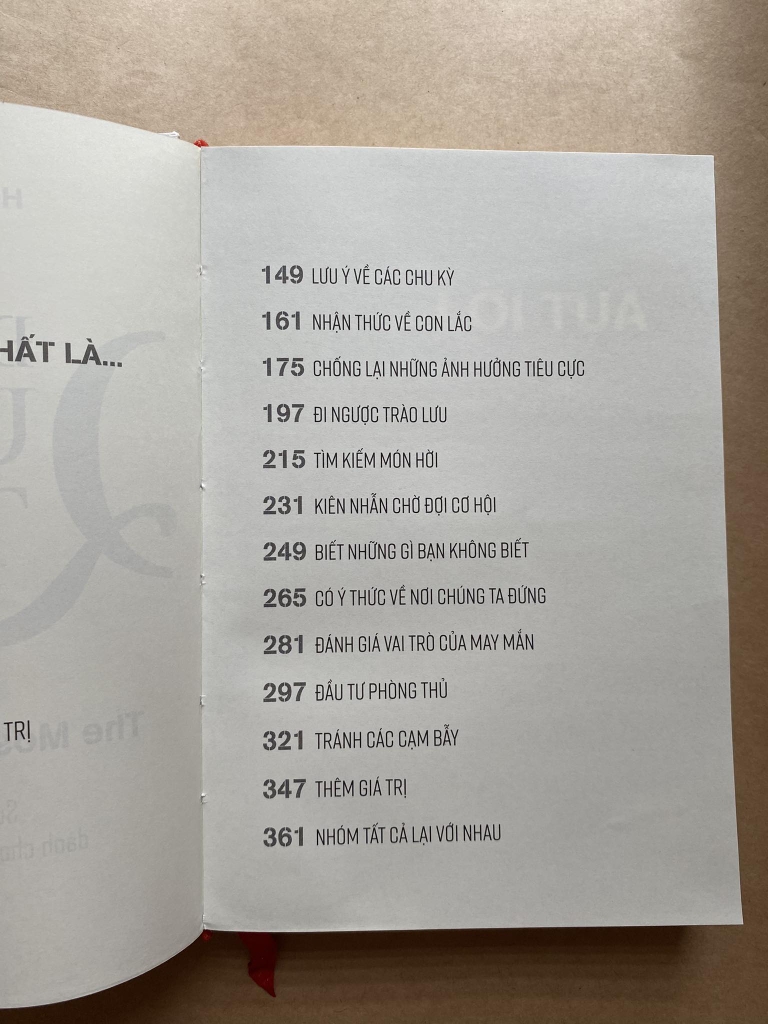 HẤT LÀ...
TRỊ
149 LƯU Ý VỀ CÁC CHU KỲ
161 NHẬN THỨC VỀ CON LẮC
175 CHỐNG LẠI NHỮNG ẢNH HƯỞNG TIÊU CỰC
197 ĐI NGƯỢC TRÀO LƯU
215 TÌM KIẾM MÓN HỜI
231 KIÊN NHẪN CHỜ ĐỢI CƠ HỘI
249 BIẾT NHỮNG GÌ BẠN KHÔNG BIẾT
265 CÓ Ý THỨC VỀ NƠI CHÚNG TA ĐỨNG
281 ĐÁNH GIÁ VAI TRÒ CỦA MAY MẮN
297 ĐẦU TƯ PHÒNG THỦ
321 TRÁNH CÁC CẠM BẪY
347 THÊM GIÁ TRỊ
361 NHÓM TẤT CẢ LẠI VỚI NHAU